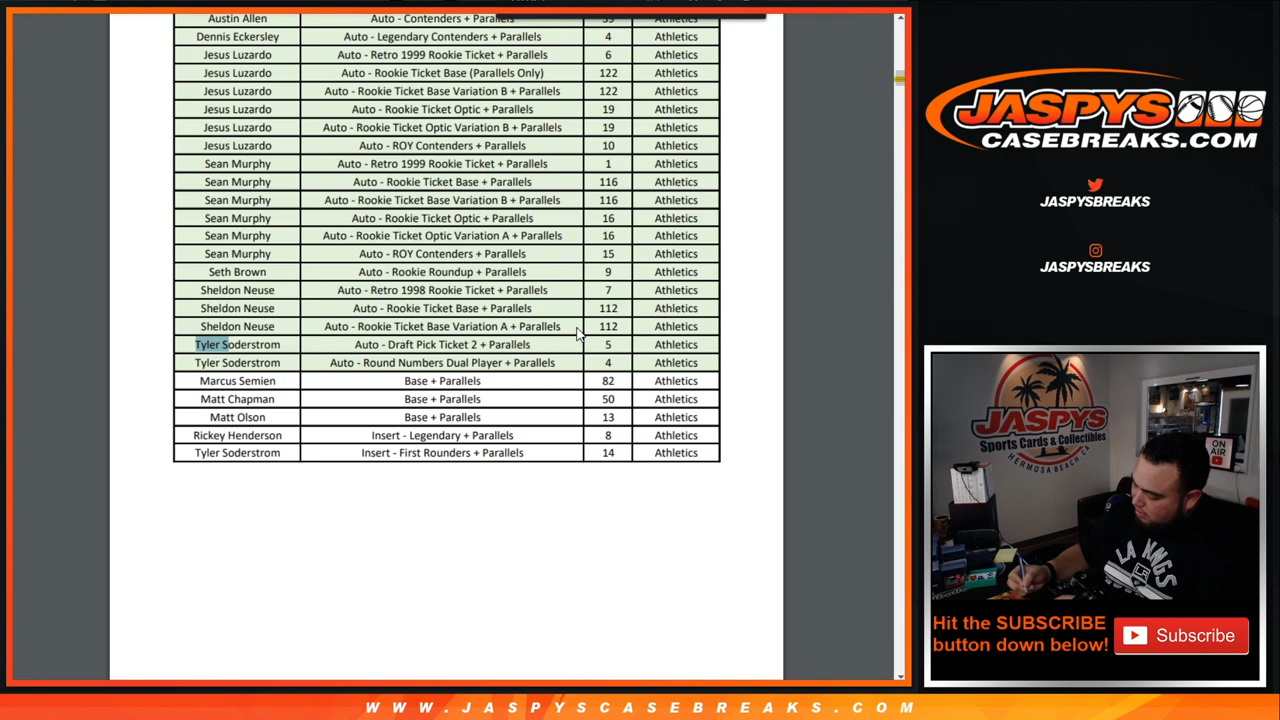 Austin Allen Auto - Contenders + Parallels 39 Athletics
Dennis Eckersley Auto - Legendary Contenders + Parallels 4 Athletics
Jesus Luzardo Auto - Retro 1999 Rookie Ticket + Parallels 6 Athletics
Jesus Luzardo Auto - Rookie Ticket Base (Parallels Only) 122 Athletics
Jesus Luzardo Auto - Rookie Ticket Base Variation B + Parallels 122 Athletics
Jesus Luzardo Auto - Rookie Ticket Optic + Parallels 19 Athletics
Jesus Luzardo Auto - Rookie Ticket Optic Variation B + Parallels 19 Athletics
Jesus Luzardo Auto - ROY Contenders + Parallels 10 Athletics
Sean Murphy Auto - Retro 1999 Rookie Ticket + Parallels 1 Athletics
Sean Murphy Auto - Rookie Ticket Base + Parallels 116 Athletics
Sean Murphy Auto - Rookie Ticket Base Variation B + Parallels 116 Athletics
Sean Murphy Auto - Rookie Ticket Optic + Parallels 16 Athletics
Sean Murphy Auto - Rookie Ticket Optic Variation A + Parallels 16 Athletics
Sean Murphy Auto - ROY Contenders + Parallels 15 Athletics
Seth Brown Auto - Rookie Roundup + Parallels 9 Athletics
Sheldon Neuse Auto - Retro 1998 Rookie Ticket + Parallels 7 Athletics
Sheldon Neuse Auto - Rookie Ticket Base + Parallels 112 Athletics
Sheldon Neuse Auto - Rookie Ticket Base Variation A + Parallels 112 Athletics
Tyler Soderstrom Auto - Draft Pick Ticket 2 + Parallels 5 Athletics
Tyler Soderstrom Auto - Round Numbers Dual Player + Parallels 4 Athletics
Marcus Semien Base + Parallels 82 Athletics
Matt Chapman Base + Parallels 50 Athletics
Matt Olson Base + Parallels 13 Athletics
Rickey Henderson Insert - Legendary + Parallels 8 Athletics
Tyler Soderstrom Insert - First Rounders + Parallels 14 Athletics
JASPYS
CASEBREAKS.COM
JASPYSBREAKS
JASPYSBREAKS
JASPYS
Sports Cards & Collectibles
HERMOSA BEACH CA
ON
AIR
LA KINGS
Hit the SUBSCRIBE
button down below!
Subscribe
WWW.JASPYSCASEBREAKS.COM